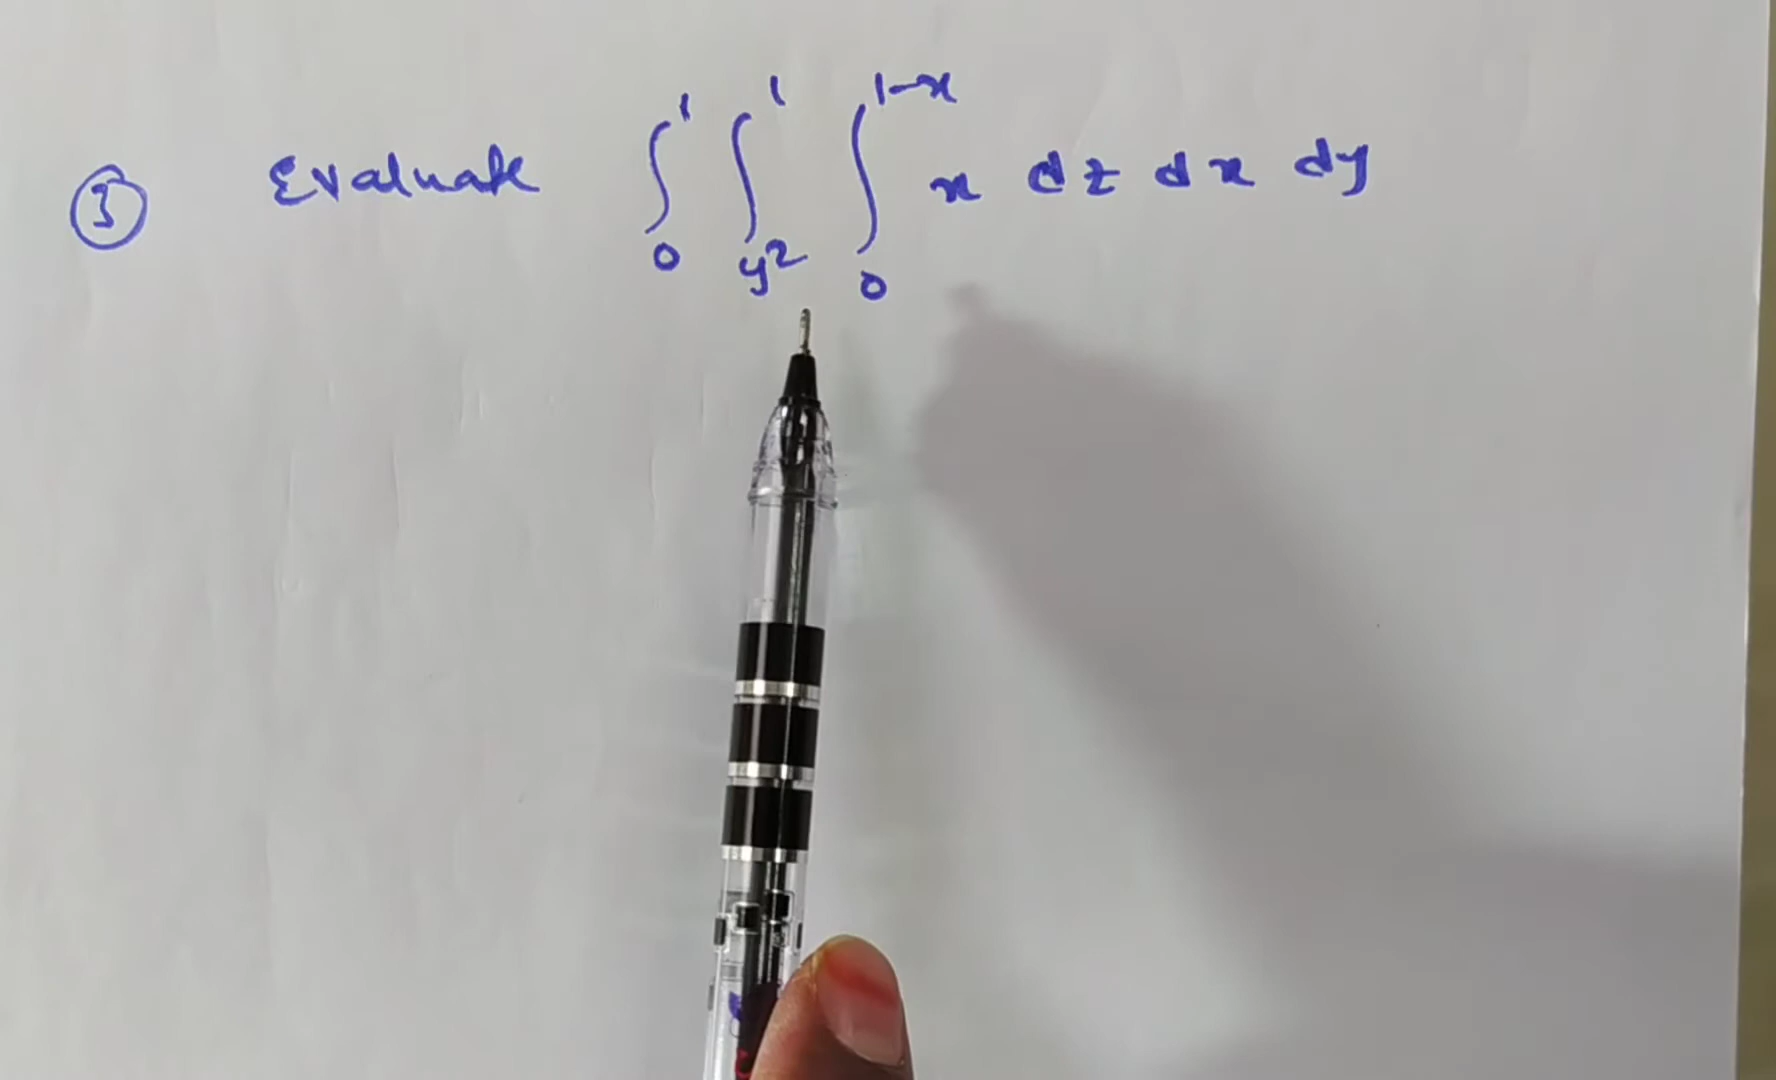 ③ Evaluate ∫₀¹ ∫_{y²}¹ ∫₀^{1-x} x dz dx dy